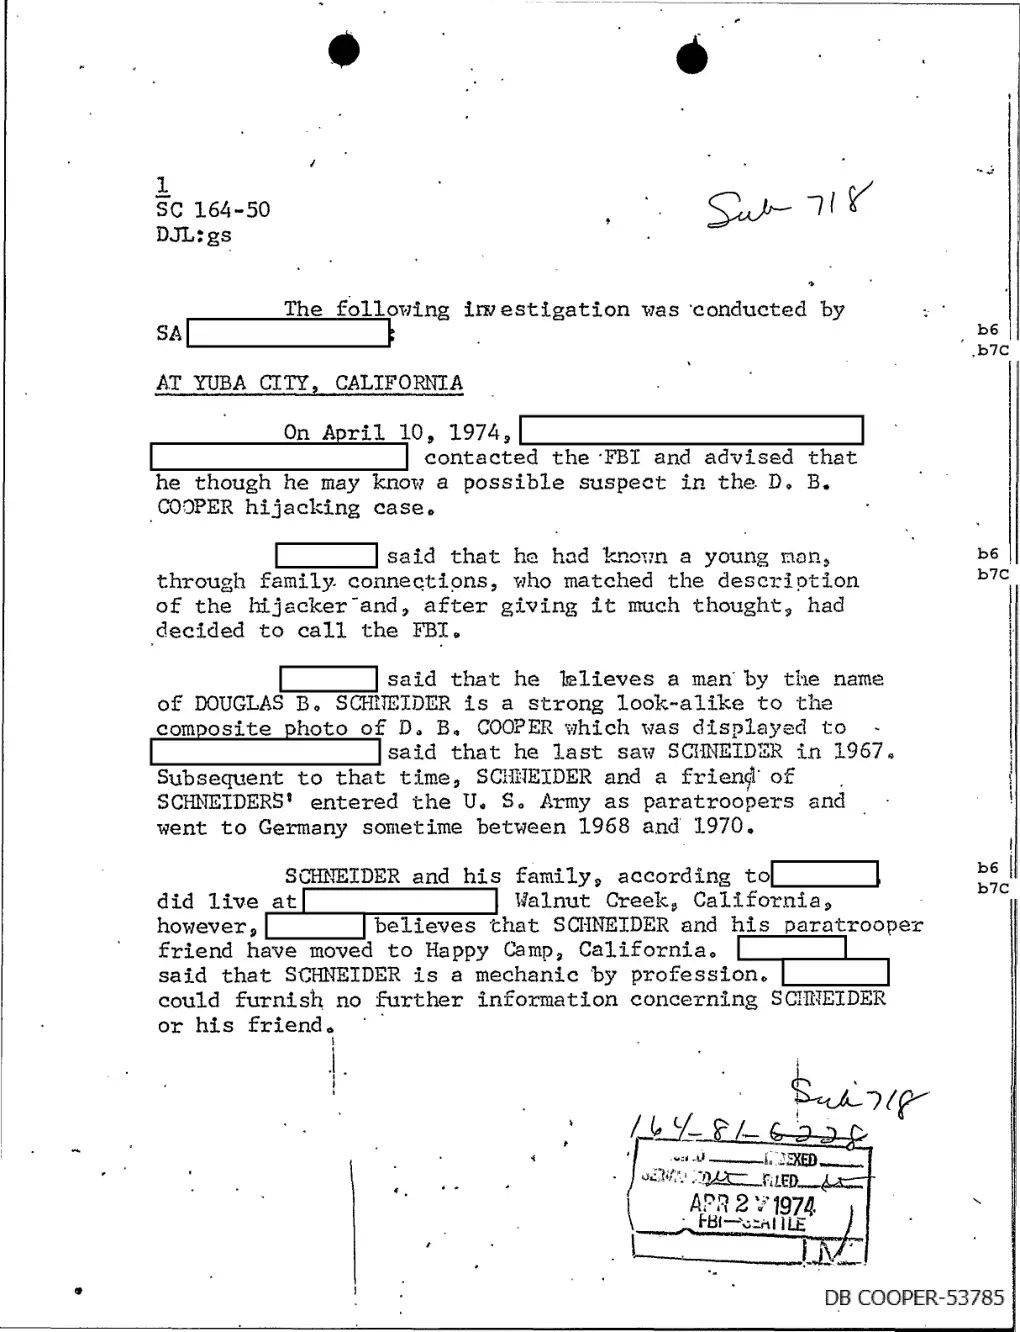 1
SC 164-50
DJL:gs
Sub 718
The following investigation was conducted by
SA :
b6
b7C
AT YUBA CITY, CALIFORNIA
On April 10, 1974,
contacted the FBI and advised that
he though he may know a possible suspect in the D. B.
COOPER hijacking case.
said that he had known a young man,
b6
through family connections, who matched the description
b7C
of the hijacker and, after giving it much thought, had
decided to call the FBI.
said that he believes a man by the name
of DOUGLAS B. SCHNEIDER is a strong look-alike to the
composite photo of D. B. COOPER which was displayed to
said that he last saw SCHNEIDER in 1967.
Subsequent to that time, SCHNEIDER and a friend of
SCHNEIDERS' entered the U. S. Army as paratroopers and
went to Germany sometime between 1968 and 1970.
SCHNEIDER and his family, according to
b6
did live at Walnut Creek, California,
b7C
however, believes that SCHNEIDER and his paratrooper
friend have moved to Happy Camp, California.
said that SCHNEIDER is a mechanic by profession.
could furnish no further information concerning SCHNEIDER
or his friend.
Sub 718
164-81-6228
INDEXED
FILED
APR 2 1974
FBI-SEATTLE
DB COOPER-53785